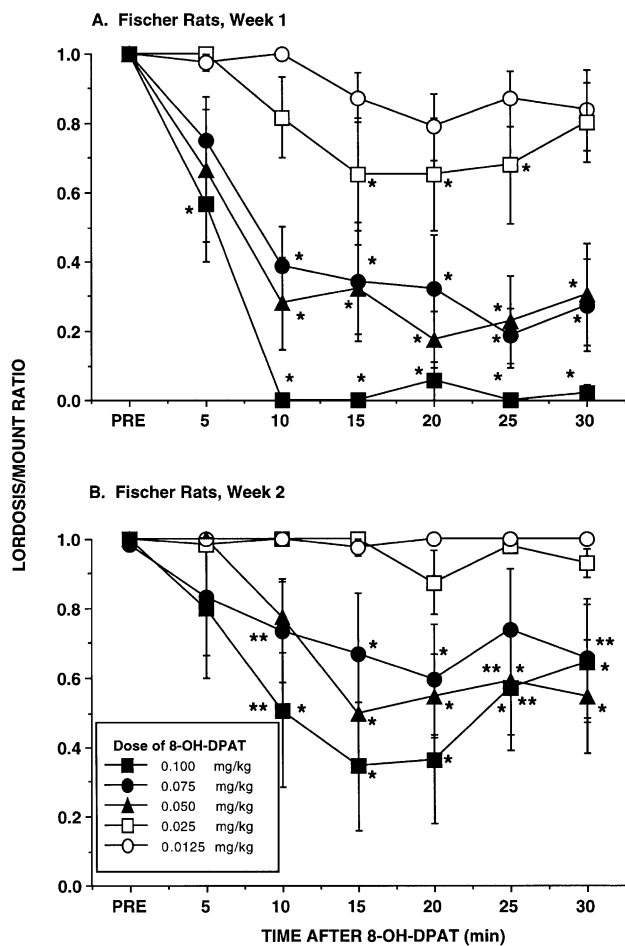 A. Fischer Rats, Week 1
1.0
0.8
0.6
0.4
0.2
0.0
PRE 5 10 15 20 25 30
* * * * * * * * * * * * * * * * * * *
LORDOSIS/MOUNT RATIO
B. Fischer Rats, Week 2
1.0
0.8
0.6
0.4
0.2
0.0
** * ** * * * * * * * ** * * ** ** * *
Dose of 8-OH-DPAT
0.100 mg/kg
0.075 mg/kg
0.050 mg/kg
0.025 mg/kg
0.0125 mg/kg
PRE 5 10 15 20 25 30
TIME AFTER 8-OH-DPAT (min)